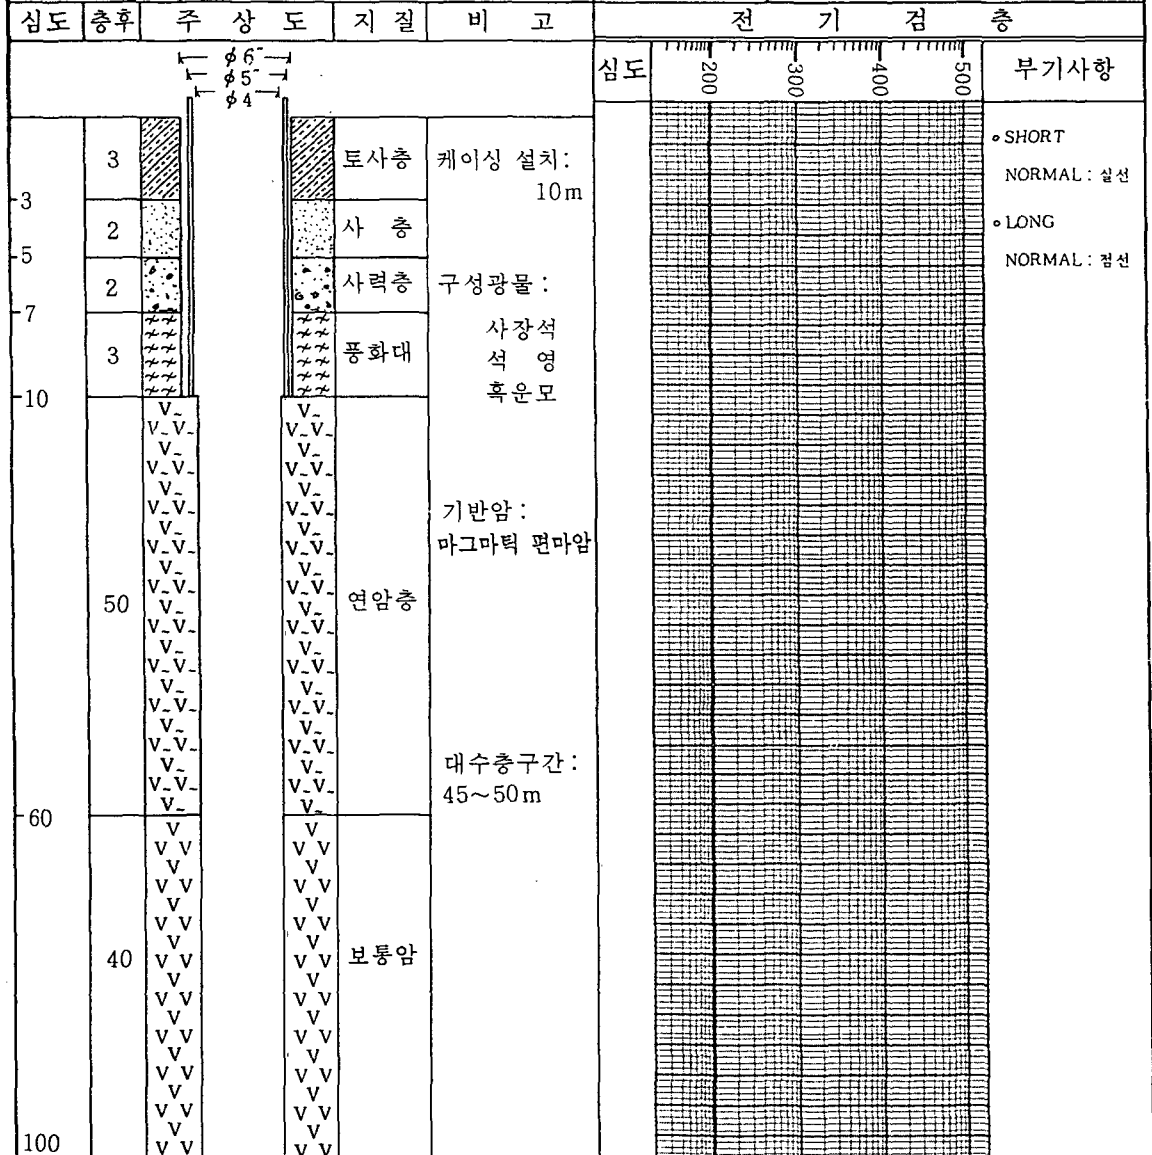 심도 층후 주 상 도 지 질 비 고 전 기 검 층
심도 200 300 400 500 부기사항
φ6"
φ5"
φ4
3 토사층 케이싱 설치:
10m
3
2 사 층
5
2 사력층 구성광물:
7
3 풍화대 사장석
석 영
흑운모
10
기반암:
마그마틱 편마암
50 연암층
대수층구간:
45~50m
60
40 보통암
100
SHORT
NORMAL: 실선
LONG
NORMAL: 점선